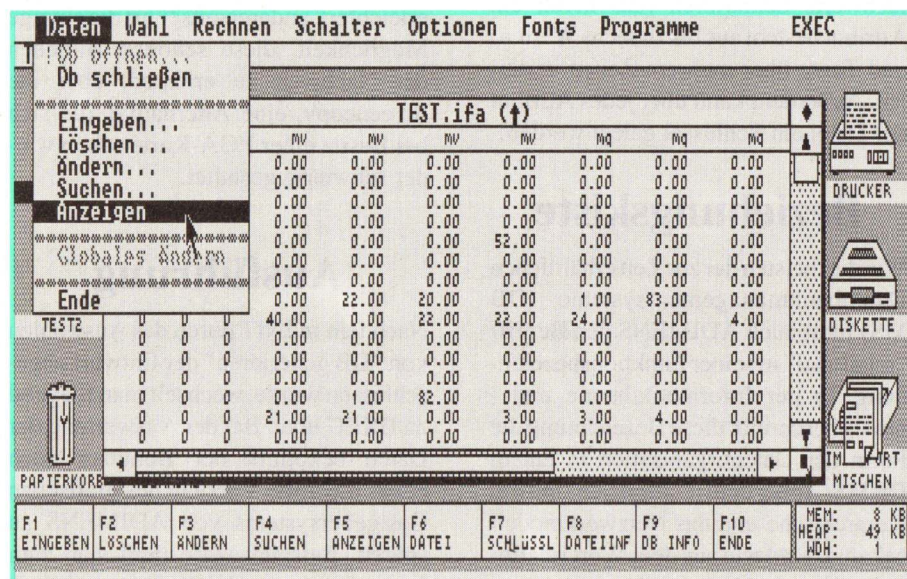 Daten Wahl Rechnen Schalter Optionen Fonts Programme EXEC
T ! Db öffnen...
Db schließen
TEST.ifa (↑)
Eingeben...
Löschen... mv mv mv mv mq mq mq
Ändern... 0.00 0.00 0.00 0.00 0.00 0.00 0.00
Suchen... 0.00 0.00 0.00 0.00 0.00 0.00 0.00
DRUCKER
Anzeigen 0.00 0.00 0.00 0.00 0.00 0.00 0.00
0.00 0.00 0.00 0.00 0.00 0.00 0.00
0.00 0.00 0.00 52.00 0.00 0.00 0.00
Globales Ändern 0.00 0.00 0.00 0.00 0.00 0.00 0.00
0.00 0.00 0.00 0.00 0.00 0.00 0.00
Ende 0.00 22.00 20.00 0.00 0.00 83.00 0.00
TEST2 0 0 0 40.00 0.00 22.00 22.00 24.00 0.00 4.00
DISKETTE
0 0 0 0.00 0.00 0.00 0.00 0.00 0.00 0.00
0 0 0 0.00 0.00 0.00 0.00 0.00 0.00 0.00
0 0 0 0.00 0.00 0.00 0.00 0.00 0.00 0.00
0 0 0 0.00 0.00 82.00 0.00 0.00 0.00 0.00
0 0 0 21.00 21.00 0.00 3.00 3.00 4.00 0.00
0 0 0 0.00 0.00 0.00 0.00 0.00 0.00 0.00
PAPIERKORB
IM PORT
MISCHEN
F1 F2 F3 F4 F5 F6 F7 F8 F9 F10
EINGEBEN LÖSCHEN ÄNDERN SUCHEN ANZEIGEN DATEI SCHLÜSSL DATEIINF DB INFO ENDE
MEM: 8 KB
HEAP: 49 KB
WDH: 1